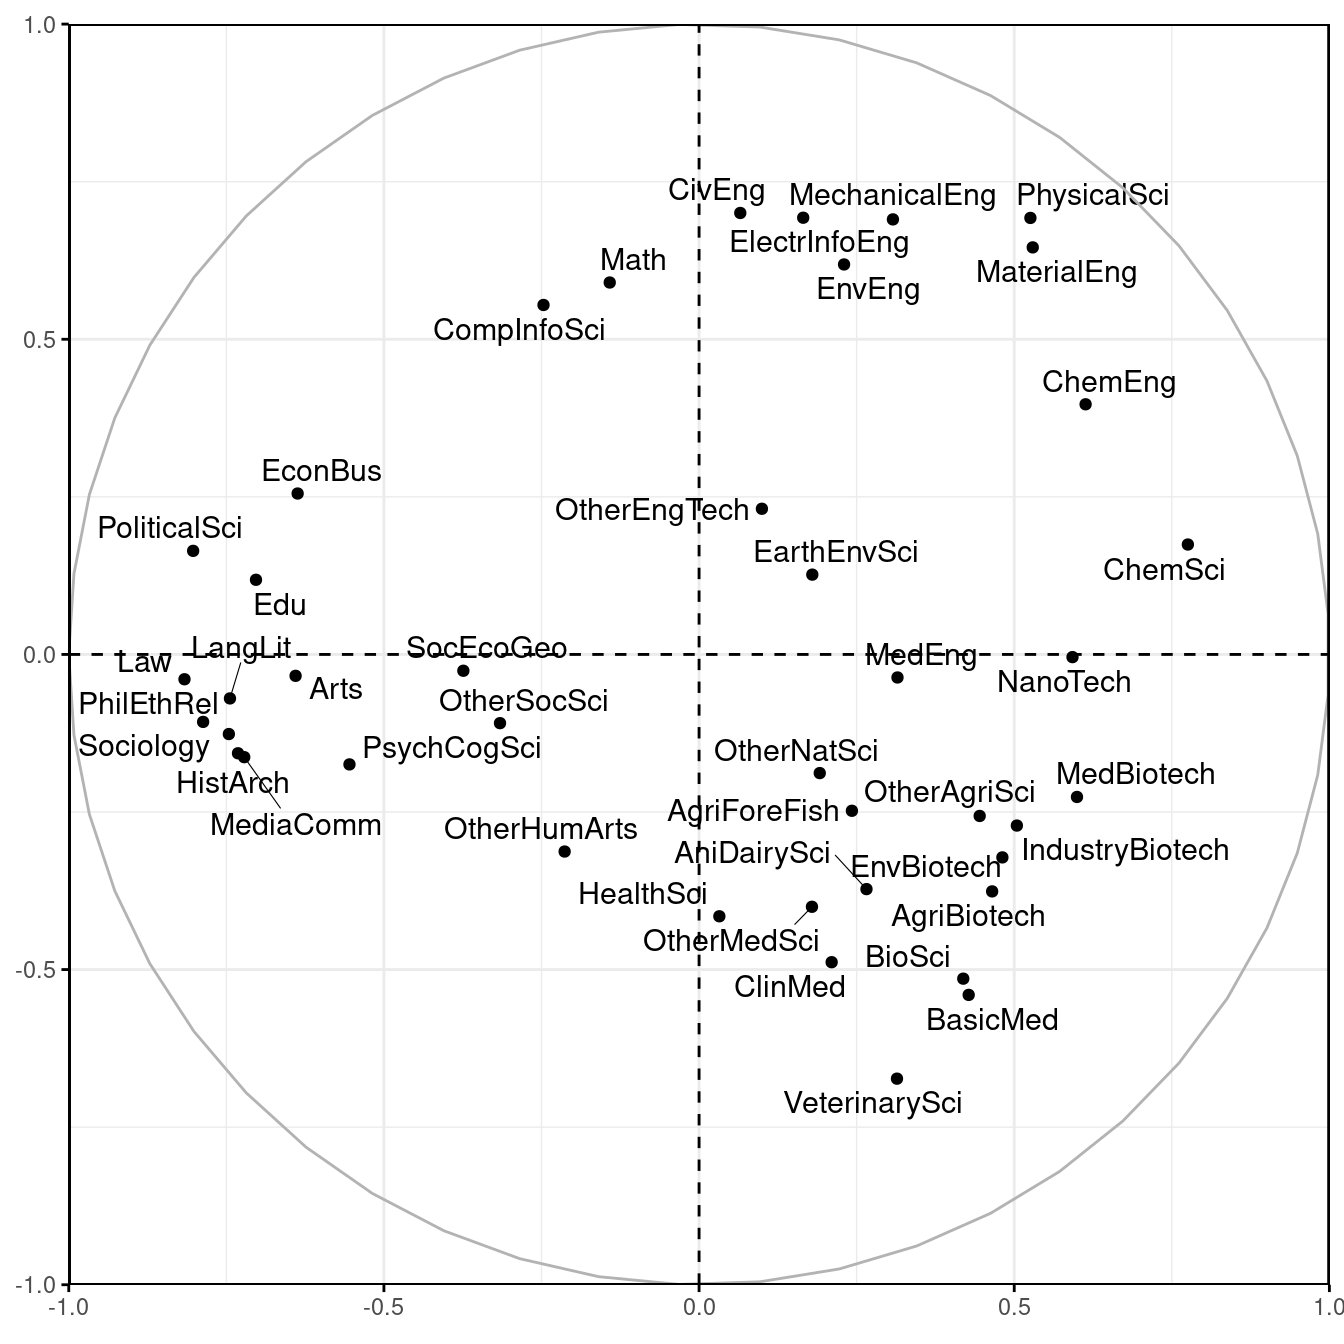 1.0
CivEng
MechanicalEng
PhysicalSci
ElectrInfoEng
Math
MaterialEng
EnvEng
CompInfoSci
0.5
ChemEng
EconBus
OtherEngTech
PoliticalSci
EarthEnvSci
ChemSci
Edu
LangLit
SocEcoGeo
0.0
Law
MedEng
Arts
NanoTech
PhilEthRel
OtherSocSci
Sociology
PsychCogSci
OtherNatSci
MedBiotech
HistArch
OtherAgriSci
AgriForeFish
MediaComm
OtherHumArts
AniDairySci
IndustryBiotech
EnvBiotech
HealthSci
AgriBiotech
OtherMedSci
BioSci
-0.5
ClinMed
BasicMed
VeterinarySci
-1.0
-1.0 -0.5 0.0 0.5 1.0